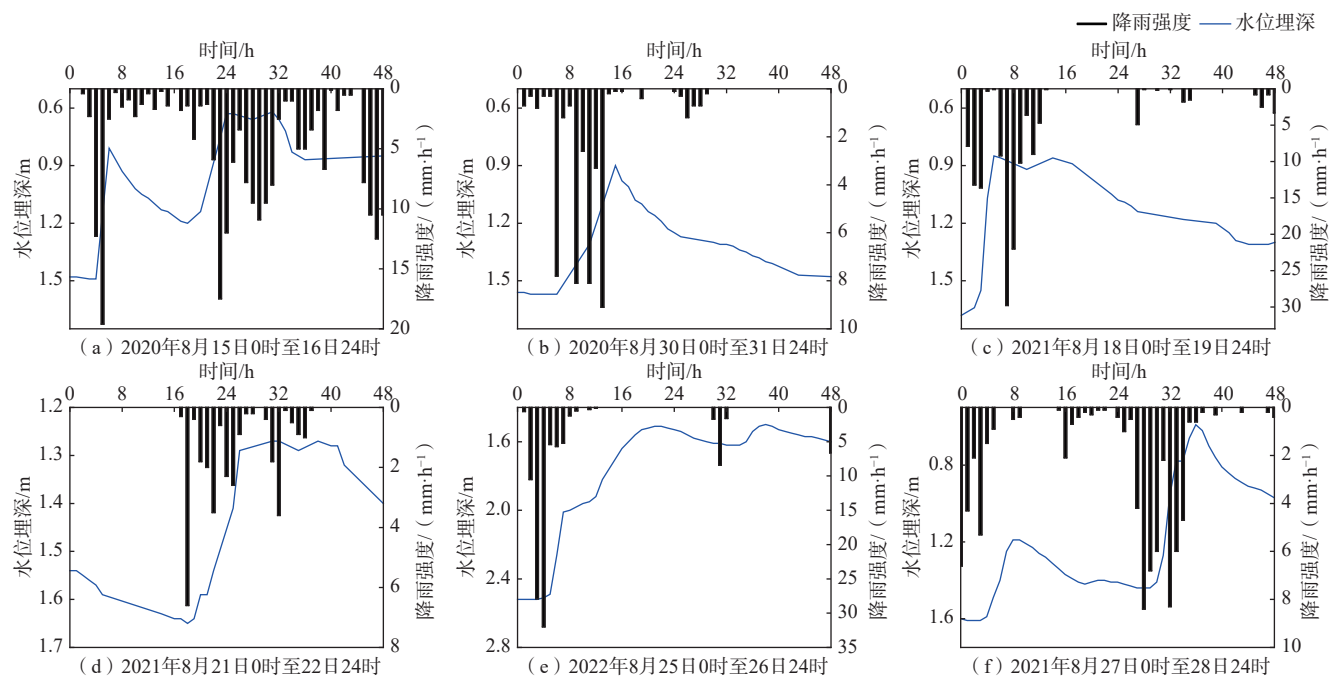 降雨强度 水位埋深
时间/h 时间/h 时间/h
0 8 16 24 32 40 48 0 8 16 24 32 40 48 0 8 16 24 32 40 48
水位埋深/m 0.6 0.9 1.2 1.5 降雨强度/(mm·h⁻¹) 0 5 10 15 20
水位埋深/m 0.6 0.9 1.2 1.5 降雨强度/(mm·h⁻¹) 0 2 4 6 8 10
水位埋深/m 0.6 0.9 1.2 1.5 降雨强度/(mm·h⁻¹) 0 5 10 15 20 25 30
(a)2020年8月15日0时至16日24时 (b)2020年8月30日0时至31日24时 (c)2021年8月18日0时至19日24时
时间/h 时间/h 时间/h
0 8 16 24 32 40 48 0 8 16 24 32 40 48 0 8 16 24 32 40 48
水位埋深/m 1.2 1.3 1.4 1.5 1.6 1.7 降雨强度/(mm·h⁻¹) 0 2 4 6 8
水位埋深/m 1.6 2.0 2.4 2.8 降雨强度/(mm·h⁻¹) 0 5 10 15 20 25 30 35
水位埋深/m 0.8 1.2 1.6 降雨强度/(mm·h⁻¹) 0 2 4 6 8 10
(d)2021年8月21日0时至22日24时 (e)2022年8月25日0时至26日24时 (f)2021年8月27日0时至28日24时